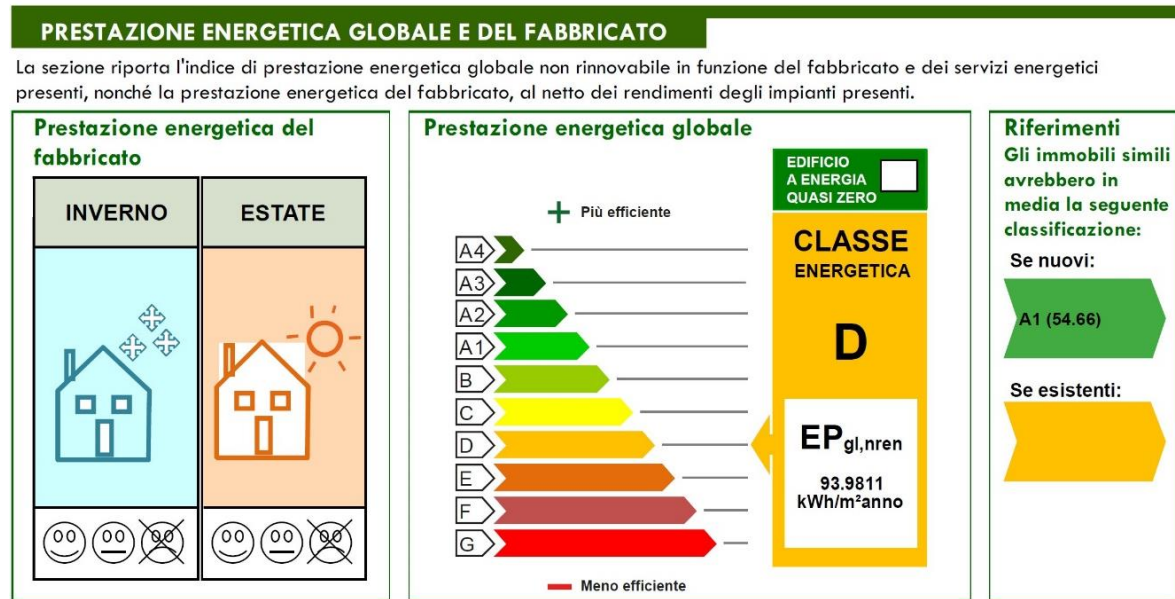 PRESTAZIONE ENERGETICA GLOBALE E DEL FABBRICATO
La sezione riporta l'indice di prestazione energetica globale non rinnovabile in funzione del fabbricato e dei servizi energetici
presenti, nonché la prestazione energetica del fabbricato, al netto dei rendimenti degli impianti presenti.
Prestazione energetica del
fabbricato
INVERNO
ESTATE
Prestazione energetica globale
Più efficiente
A4
A3
A2
A1
B
C
D
E
F
G
Meno efficiente
EDIFICIO
A ENERGIA
QUASI ZERO
CLASSE
ENERGETICA
D
EPgl,nren
93.9811
kWh/m²anno
Riferimenti
Gli immobili simili
avrebbero in
media la seguente
classificazione:
Se nuovi:
A1 (54.66)
Se esistenti: